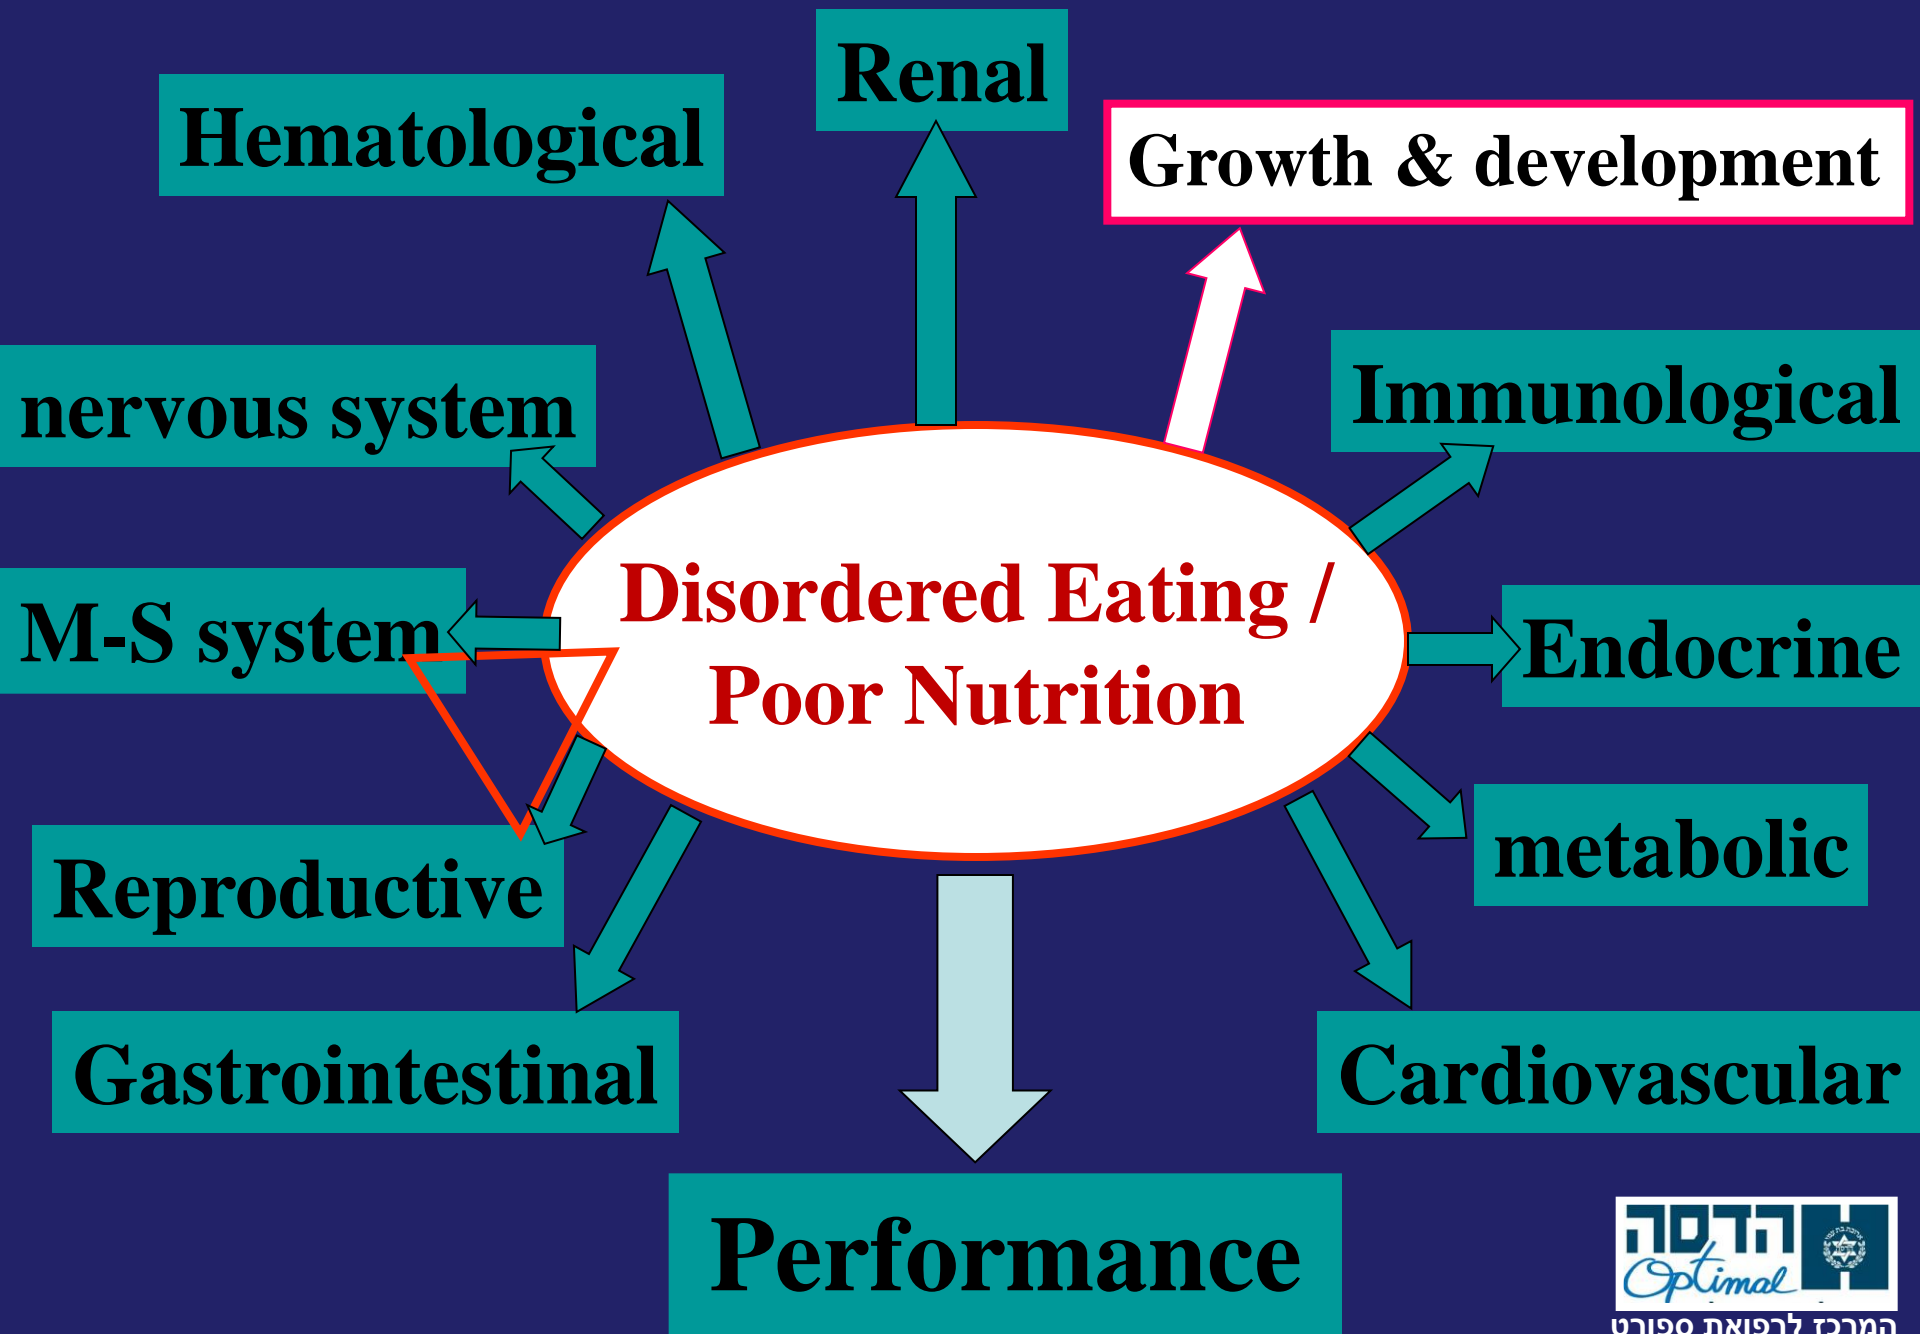 Renal
Hematological
Growth & development
nervous system
Immunological
Disordered Eating /
Poor Nutrition
M-S system
Endocrine
metabolic
Reproductive
Gastrointestinal
Cardiovascular
Performance
הדסה
Optimal
המרכז לרפואת ספורט